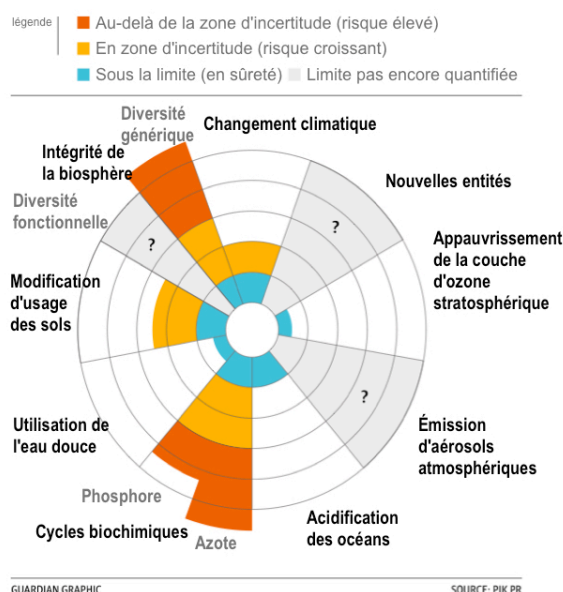 légende
Au-delà de la zone d'incertitude (risque élevé)
En zone d'incertitude (risque croissant)
Sous la limite (en sûreté)
Limite pas encore quantifiée
Diversité
générique
Changement climatique
Intégrité de
la biosphère
Nouvelles entités
Diversité
fonctionnelle
?
?
Appauvrissement
de la couche
d'ozone
stratosphérique
Modification
d'usage
des sols
?
Utilisation de
l'eau douce
Émission
d'aérosols
atmosphériques
Phosphore
Cycles biochimiques
Azote
Acidification
des océans
GUARDIAN GRAPHIC
SOURCE: PIK PR